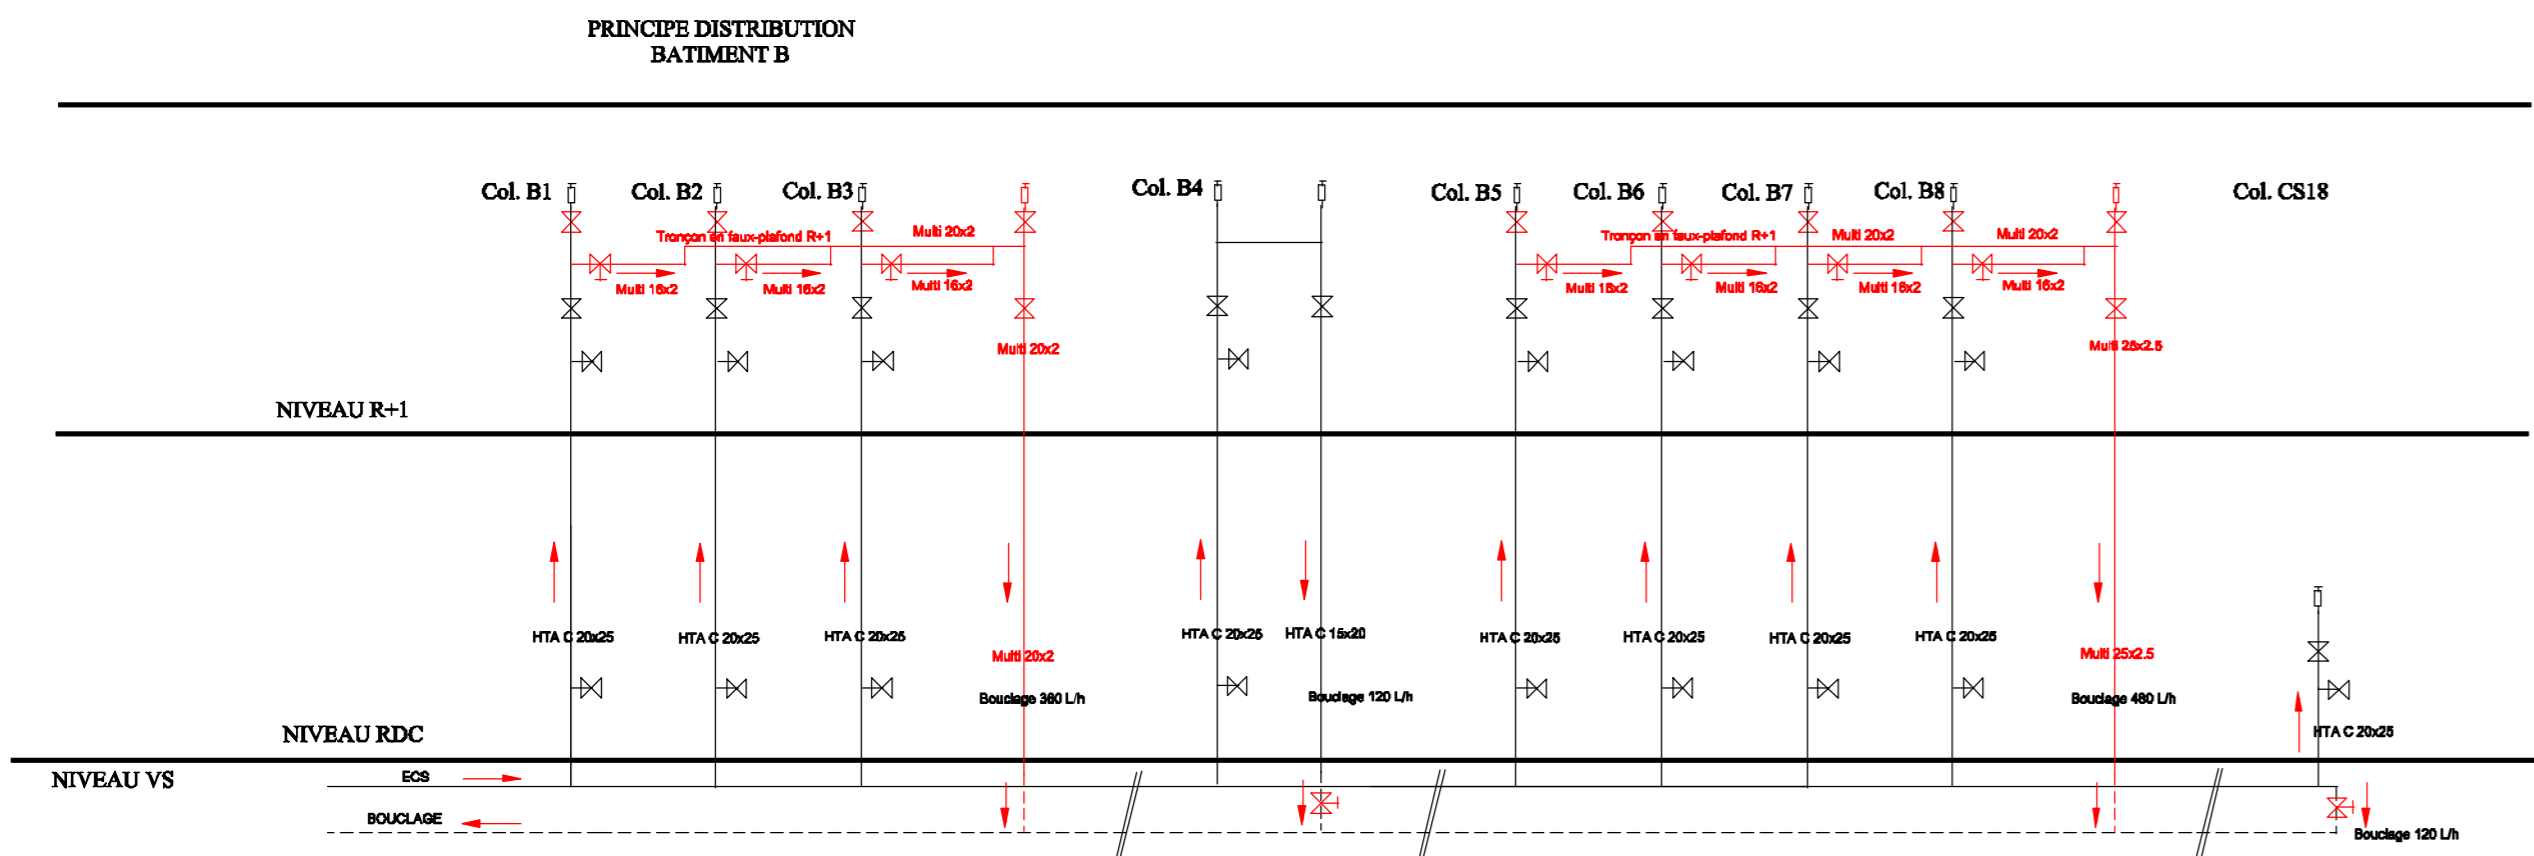 PRINCIPE DISTRIBUTION
BATIMENT B
Col. B1
Col. B2
Col. B3
Col. B4
Col. B5
Col. B6
Col. B7
Col. B8
Col. CS18
Tronçon en faux-plafond R+1
Multi 20x2
Tronçon en faux-plafond R+1
Multi 20x2
Multi 20x2
Multi 16x2
Multi 16x2
Multi 16x2
Multi 16x2
Multi 16x2
Multi 16x2
Multi 16x2
Multi 20x2
Multi 25x2.5
NIVEAU R+1
HTA C 20x25
HTA C 20x25
HTA C 20x25
HTA C 20x25
HTA C 15x20
HTA C 20x25
HTA C 20x25
HTA C 20x25
HTA C 20x25
Multi 20x2
Multi 25x2.5
Bouclage 360 L/h
Bouclage 120 L/h
Bouclage 480 L/h
NIVEAU RDC
HTA C 20x25
NIVEAU VS
ECS
BOUCLAGE
Bouclage 120 L/h